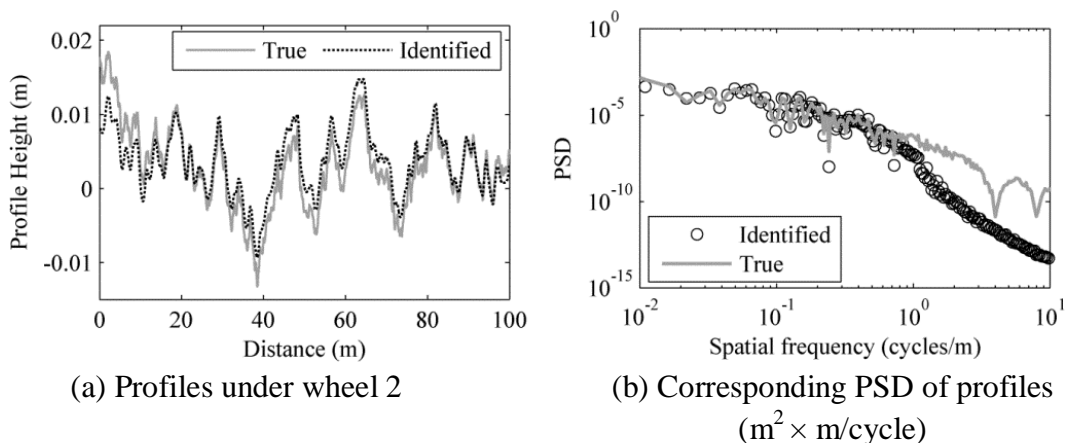 0.02
0.01
0
-0.01
0
20
40
60
80
100
Profile Height (m)
Distance (m)
True
Identified
(a) Profiles under wheel 2
10^0
10^-5
10^-10
10^-15
10^-2
10^-1
10^0
10^1
PSD
Spatial frequency (cycles/m)
Identified
True
(b) Corresponding PSD of profiles
(m^2 × m/cycle)